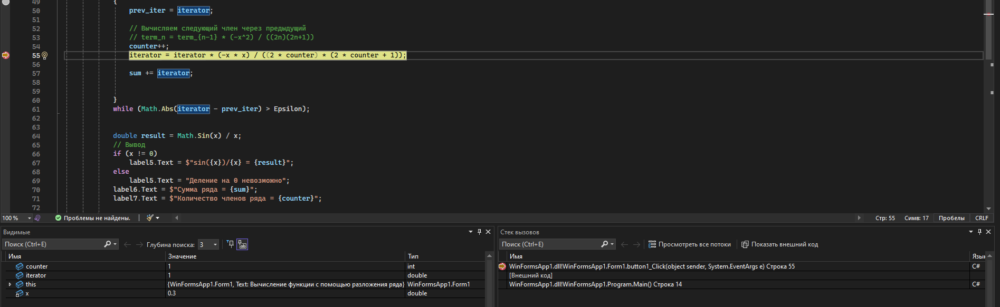 49 {
50 prev_iter = iterator;
51
52 // Вычисляем следующий член через предыдущий
53 // term_n = term_{n-1} * (-x^2) / ((2n)(2n+1))
54 counter++;
55 iterator = iterator * (-x * x) / ((2 * counter) * (2 * counter + 1));
56
57 sum += iterator;
58
59
60 }
61 while (Math.Abs(iterator - prev_iter) > Epsilon);
62
63
64 double result = Math.Sin(x) / x;
65 // Вывод
66 if (x != 0)
67 label5.Text = $"sin({x})/{x} = {result}";
68 else
69 label5.Text = "Деление на 0 невозможно";
70 label6.Text = $"Сумма ряда = {sum}";
71 label7.Text = $"Количество членов ряда = {counter}";
72
100 % Проблемы не найдены. Стр: 55 Симв: 17 Пробелы CRLF
Видимые
Поиск (Ctrl+E) Глубина поиска: 3
Имя Значение Тип
counter 1 int
iterator 1 double
this {WinFormsApp1.Form1, Text: Вычисление функции с помощью разложения ряда} WinFormsApp1.Form1
x 0.3 double
Стек вызовов
Поиск (Ctrl+E) Просмотреть все потоки Показать внешний код
Имя Язык
WinFormsApp1.dll!WinFormsApp1.Form1.button1_Click(object sender, System.EventArgs e) Строка 55 C#
[Внешний код]
WinFormsApp1.dll!WinFormsApp1.Program.Main() Строка 14 C#